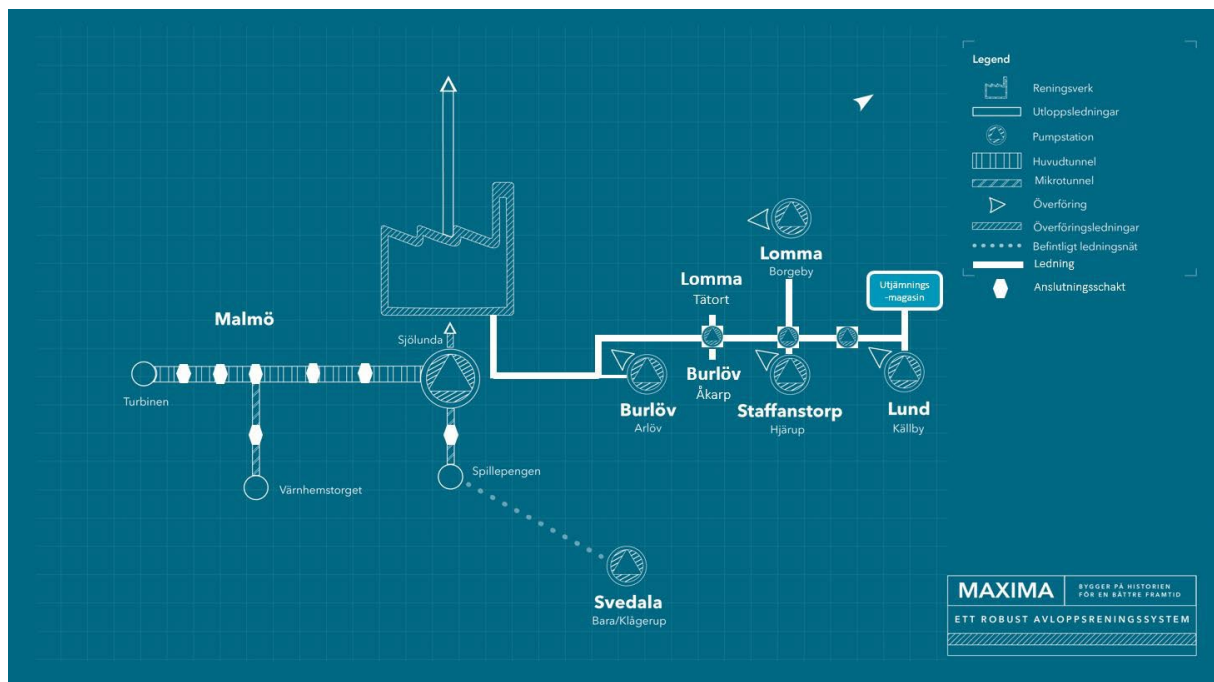 Legend
Reningsverk
Utloppsledningar
Pumpstation
Huvudtunnel
Mikrotunnel
Överföring
Överföringsledningar
Befintligt ledningsnät
Ledning
Anslutningsschakt
Lomma
Borgeby
Lomma
Tätort
Utjämnings
-magasin
Malmö
Sjölunda
Turbinen
Burlöv
Åkarp
Burlöv
Arlöv
Staffanstorp
Hjärup
Lund
Källby
Spillepengen
Värnhemstorget
Svedala
Bara/Klågerup
MAXIMA
BYGGER PÅ HISTORIEN
FÖR EN BÄTTRE FRAMTID
ETT ROBUST AVLOPPSRENINGSSYSTEM